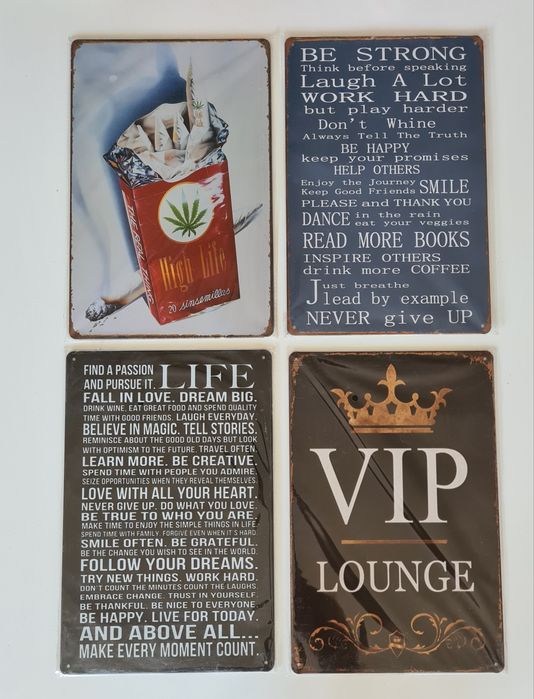 High Life
20 sinsemillas
BE STRONG
Think before speaking
Laugh A Lot
WORK HARD
but play harder
Don't Whine
Always Tell The Truth
BE HAPPY
keep your promises
HELP OTHERS
Enjoy the Journey
Keep Good Friends SMILE
PLEASE and THANK YOU
DANCE in the rain
eat your veggies
READ MORE BOOKS
INSPIRE OTHERS
drink more COFFEE
Just breathe
lead by example
NEVER give UP
FIND A PASSION
AND PURSUE IT. LIFE
FALL IN LOVE. DREAM BIG.
DRINK WINE. EAT GREAT FOOD AND SPEND QUALITY
TIME WITH GOOD FRIENDS. LAUGH EVERYDAY.
BELIEVE IN MAGIC. TELL STORIES.
REMINISCE ABOUT THE GOOD OLD DAYS BUT LOOK
WITH OPTIMISM TO THE FUTURE. TRAVEL OFTEN.
LEARN MORE. BE CREATIVE.
SPEND TIME WITH PEOPLE YOU ADMIRE.
SEIZE OPPORTUNITIES WHEN THEY REVEAL THEMSELVES.
LOVE WITH ALL YOUR HEART.
NEVER GIVE UP. DO WHAT YOU LOVE.
BE TRUE TO WHO YOU ARE.
MAKE TIME TO ENJOY THE SIMPLE THINGS IN LIFE
SPEND TIME WITH FAMILY. FORGIVE EVEN WHEN IT'S HARD.
SMILE OFTEN. BE GRATEFUL.
BE THE CHANGE YOU WISH TO SEE IN THE WORLD.
FOLLOW YOUR DREAMS.
TRY NEW THINGS. WORK HARD.
DON'T COUNT THE MINUTES COUNT THE LAUGHS.
EMBRACE CHANGE. TRUST IN YOURSELF.
BE THANKFUL. BE NICE TO EVERYONE
BE HAPPY. LIVE FOR TODAY.
AND ABOVE ALL...
MAKE EVERY MOMENT COUNT.
VIP
LOUNGE